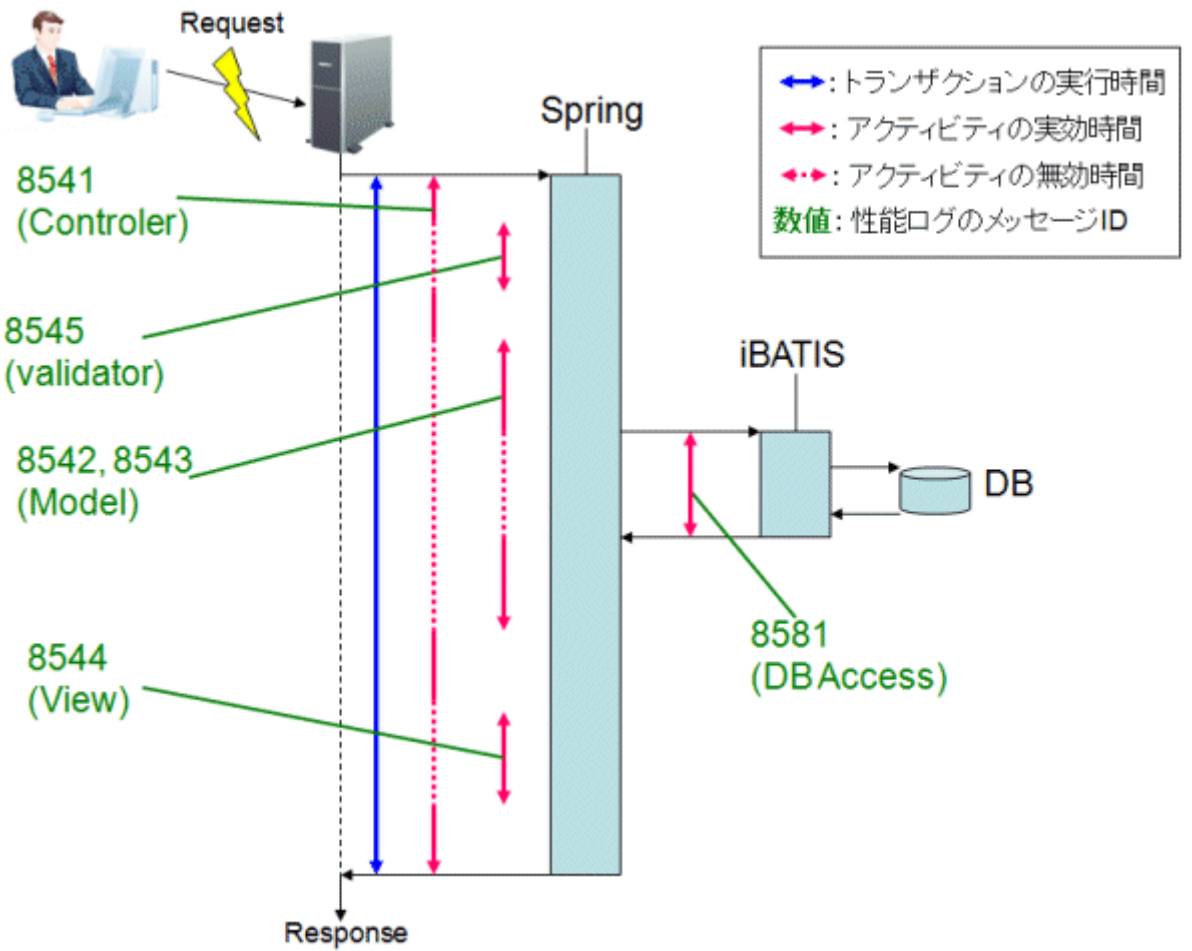 Request
Spring
:トランザクションの実行時間
:アクティビティの実効時間
:アクティビティの無効時間
数値:性能ログのメッセージID
8541
(Controler)
8545
(validator)
iBATIS
8542, 8543
(Model)
DB
8581
(DB Access)
8544
(View)
Response